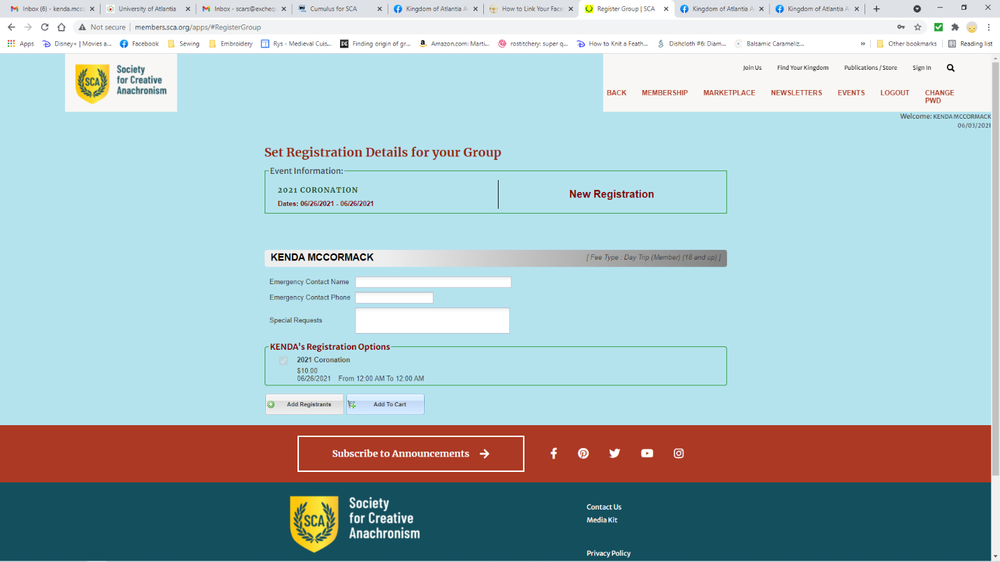 Inbox (6) - kenda.mcc
University of Atlantia
Inbox - scars@excheq
Cumulus for SCA
Kingdom of Atlantia A
How to Link Your Face
Register Group | SCA
Kingdom of Atlantia A
Kingdom of Atlantia A
Not secure | members.sca.org/apps/#RegisterGroup
Apps
Disney+ | Movies a...
Facebook
Sewing
Embroidery
Rys - Medieval Cuis...
Finding origin of gr...
Amazon.com: Marti...
rostitchery: super q...
How to Knit a Feath...
Dishcloth #6: Diam...
Balsamic Carameliz...
»
Other bookmarks
Reading list
SCA
Society
for Creative
Anachronism
Join Us
Find Your Kingdom
Publications / Store
Sign In
BACK
MEMBERSHIP
MARKETPLACE
NEWSLETTERS
EVENTS
LOGOUT
CHANGE
PWD
Welcome: KENDA MCCORMACK
06/03/2021
Set Registration Details for your Group
Event Information:
2021 CORONATION
Dates: 06/26/2021 - 06/26/2021
New Registration
KENDA MCCORMACK
[ Fee Type : Day Trip (Member) (18 and up) ]
Emergency Contact Name
Emergency Contact Phone
Special Requests
KENDA's Registration Options
2021 Coronation
$10.00
06/26/2021 From 12:00 AM To 12:00 AM
Add Registrants
Add To Cart
Subscribe to Announcements
SCA
Society
for Creative
Anachronism
Contact Us
Media Kit
Privacy Policy